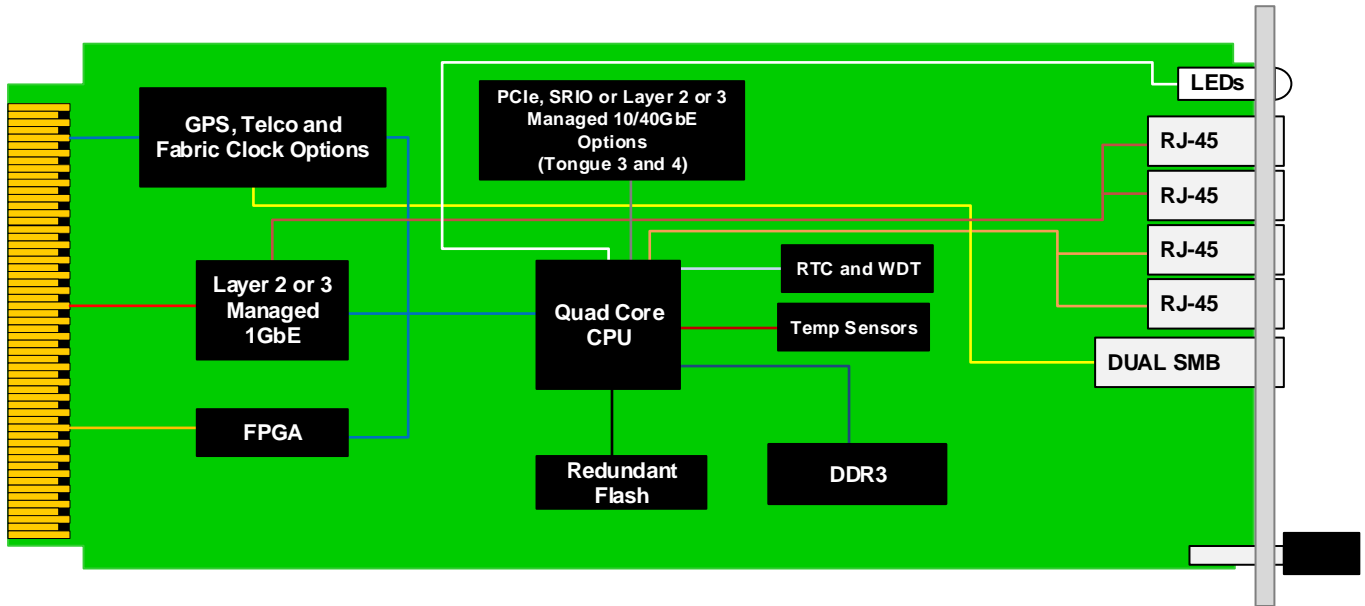 LEDs
PCIe, SRIO or Layer 2 or 3
Managed 10/40GbE
Options
(Tongue 3 and 4)
GPS, Telco and
Fabric Clock Options
RJ-45
RJ-45
RJ-45
RJ-45
RTC and WDT
Layer 2 or 3
Managed
1GbE
Quad Core
CPU
Temp Sensors
DUAL SMB
FPGA
Redundant
Flash
DDR3